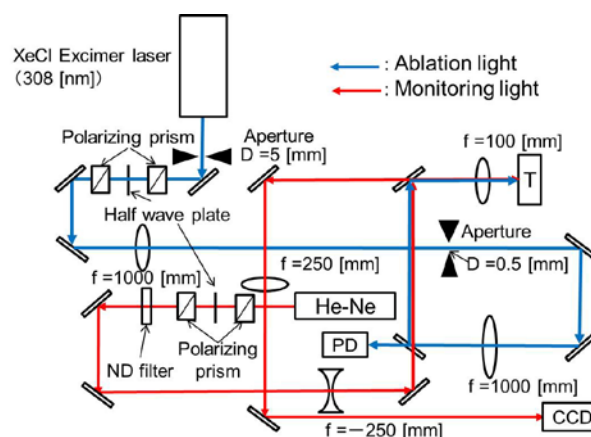 XeCl Excimer laser
(308 [nm])
: Ablation light
: Monitoring light
Polarizing prism
Aperture
D =5 [mm]
f=100 [mm]
T
Half wave plate
Aperture
D =0.5 [mm]
f=1000 [mm]
f=250 [mm]
He-Ne
PD
ND filter
Polarizing
prism
f=1000 [mm]
f=−250 [mm]
CCD